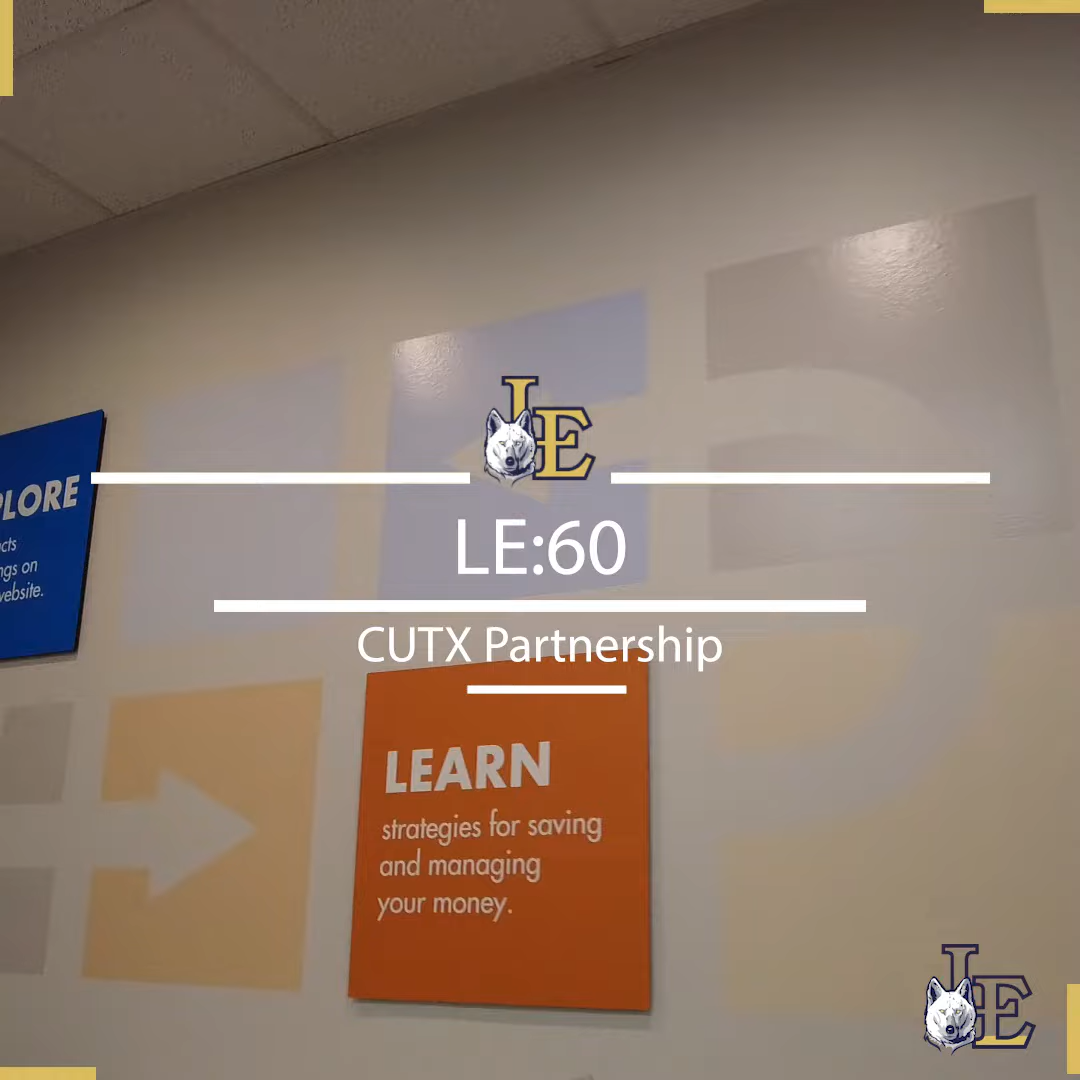 LE
LE:60
CUTX Partnership
PLORE
cts
ngs on
website.
LEARN
strategies for saving
and managing
your money.
LE